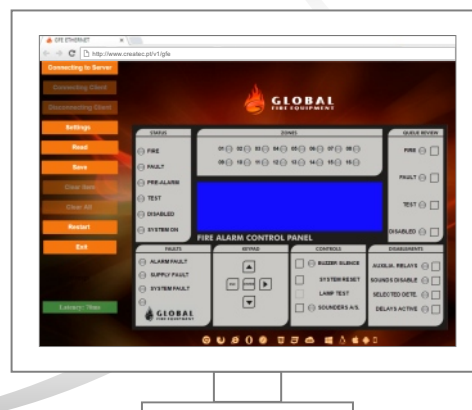 GFE ETHERNET
http://www.createc.pt/v1/gfe
Connecting to Server
Connecting Client
Disconnecting Client
Settings
Read
Save
Clear Item
Clear All
Restart
Exit
Latency: 78ms
GLOBAL
FIRE EQUIPMENT
STATUS
FIRE
FAULT
PRE-ALARM
TEST
DISABLED
SYSTEM ON
ZONES
01 02 03 04 05 06 07 08
09 10 11 12 13 14 15 16
QUEUE REVIEW
FIRE
FAULT
TEST
DISABLED
FIRE ALARM CONTROL PANEL
FAULTS
ALARM FAULT
SUPPLY FAULT
SYSTEM FAULT
GLOBAL
FIRE EQUIPMENT
KEYPAD
CONTROLS
BUZZER SILENCE
SYSTEM RESET
LAMP TEST
SOUNDERS A/S.
DISABLEMENTS
AUXILIA. RELAYS
SOUNDS DISABLE
SELECTED DETE.
DELAYS ACTIVE